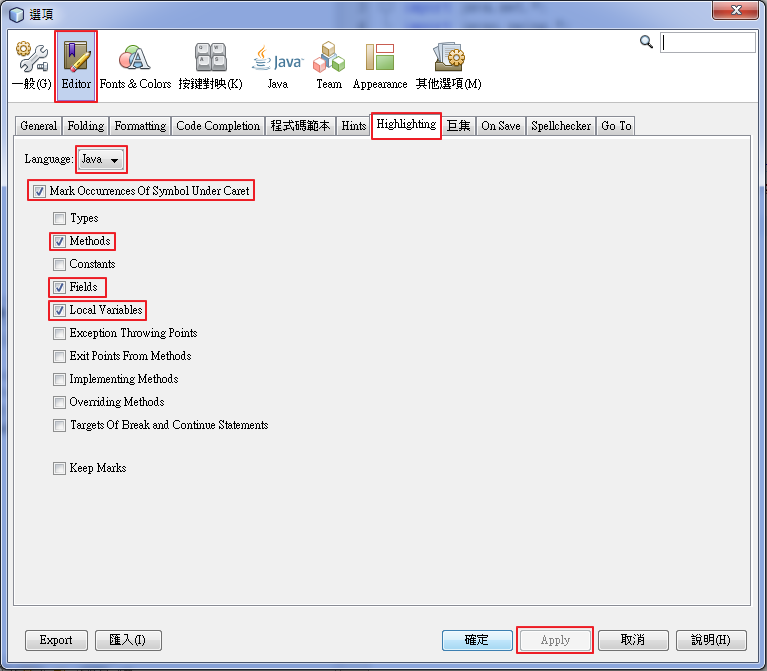 選項
import java.awt.*;
一般(G) Editor Fonts & Colors 按鍵對映(K) Java Team Appearance 其他選項(M)
General Folding Formatting Code Completion 程式碼範本 Hints Highlighting 巨集 On Save Spellchecker Go To
Language: Java
Mark Occurrences Of Symbol Under Caret
Types
Methods
Constants
Fields
Local Variables
Exception Throwing Points
Exit Points From Methods
Implementing Methods
Overriding Methods
Targets Of Break and Continue Statements
Keep Marks
Export 匯入(I) 確定 Apply 取消 說明(H)